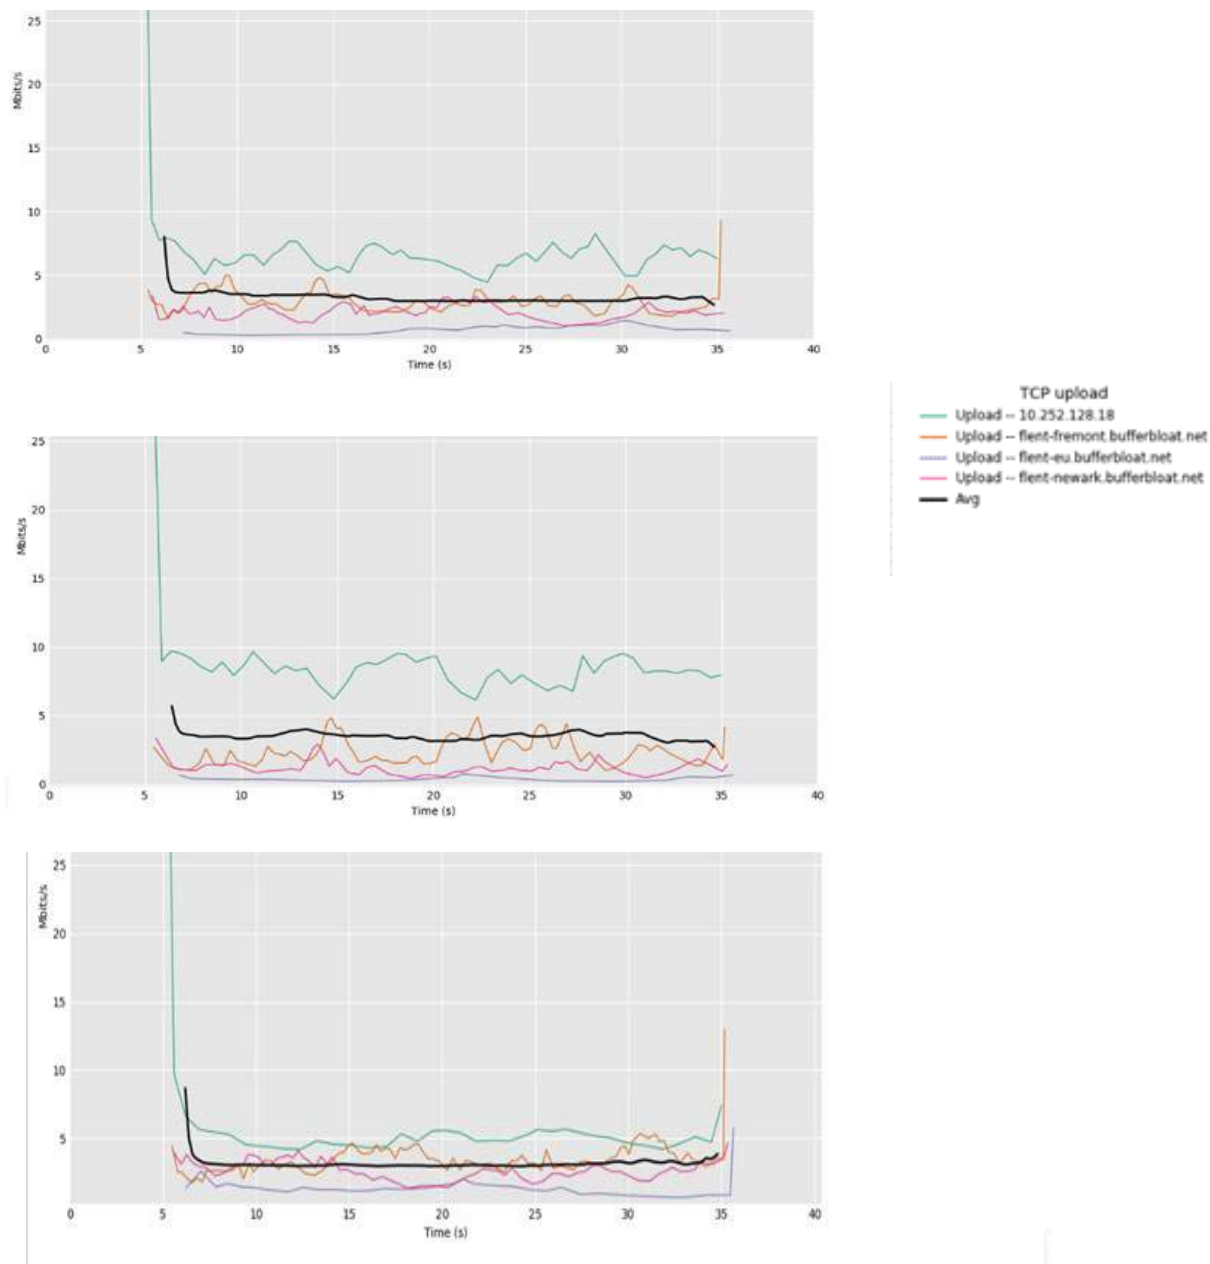 25
20
15
10
5
0
Mbits/s
0 5 10 15 20 25 30 35 40
Time (s)
TCP upload
Upload -- 10.252.128.18
Upload -- flent-fremont.bufferbloat.net
Upload -- flent-eu.bufferbloat.net
Upload -- flent-newark.bufferbloat.net
Avg
25
20
15
10
5
0
Mbits/s
0 5 10 15 20 25 30 35 40
Time (s)
25
20
15
10
5
Mbits/s
0 5 10 15 20 25 30 35 40
Time (s)